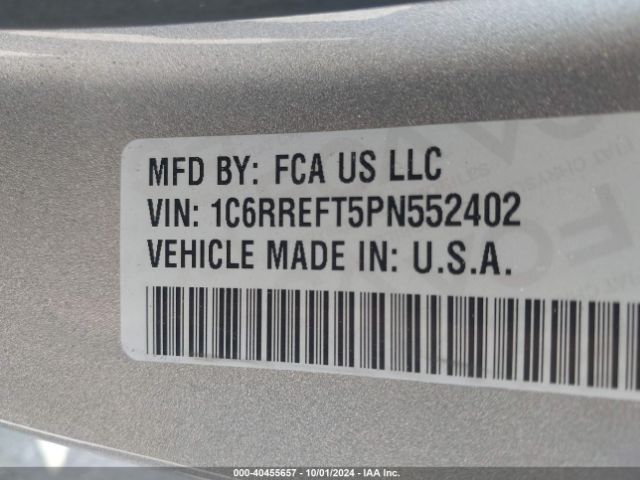 MFD BY: FCA US LLC
VIN: 1C6RREFT5PN552402
VEHICLE MADE IN: U.S.A.
000-40455657 - 10/01/2024 - IAA Inc.